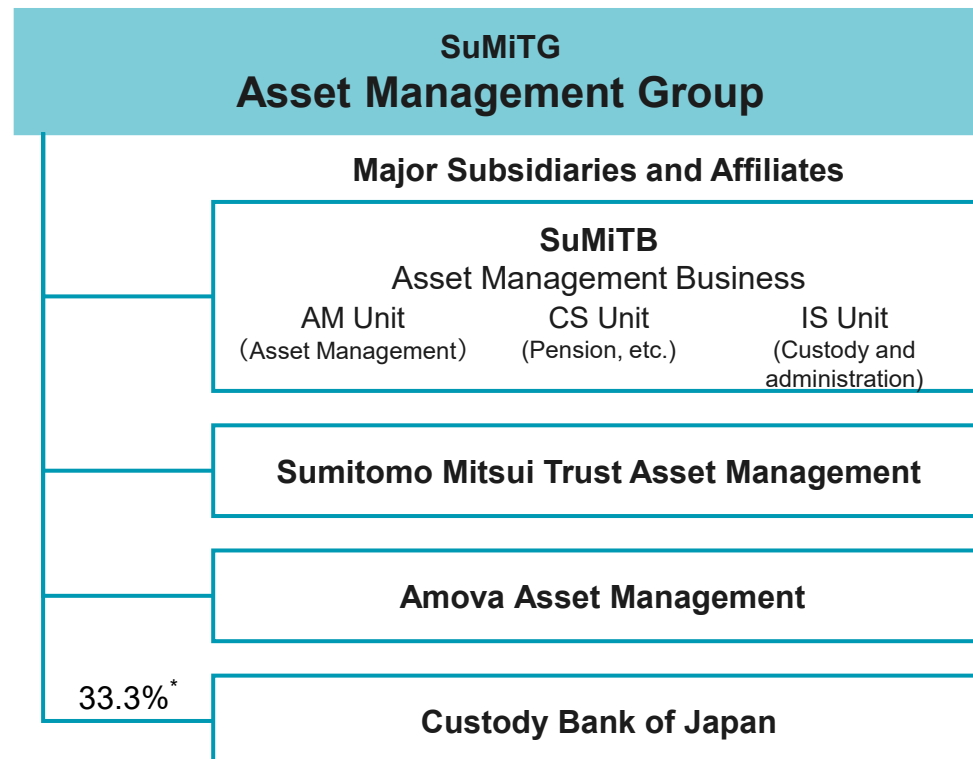 SuMiTG
Asset Management Group
Major Subsidiaries and Affiliates
SuMiTB
Asset Management Business
AM Unit
（Asset Management）
CS Unit
(Pension, etc.)
IS Unit
(Custody and
administration)
Sumitomo Mitsui Trust Asset Management
Amova Asset Management
33.3%*
Custody Bank of Japan